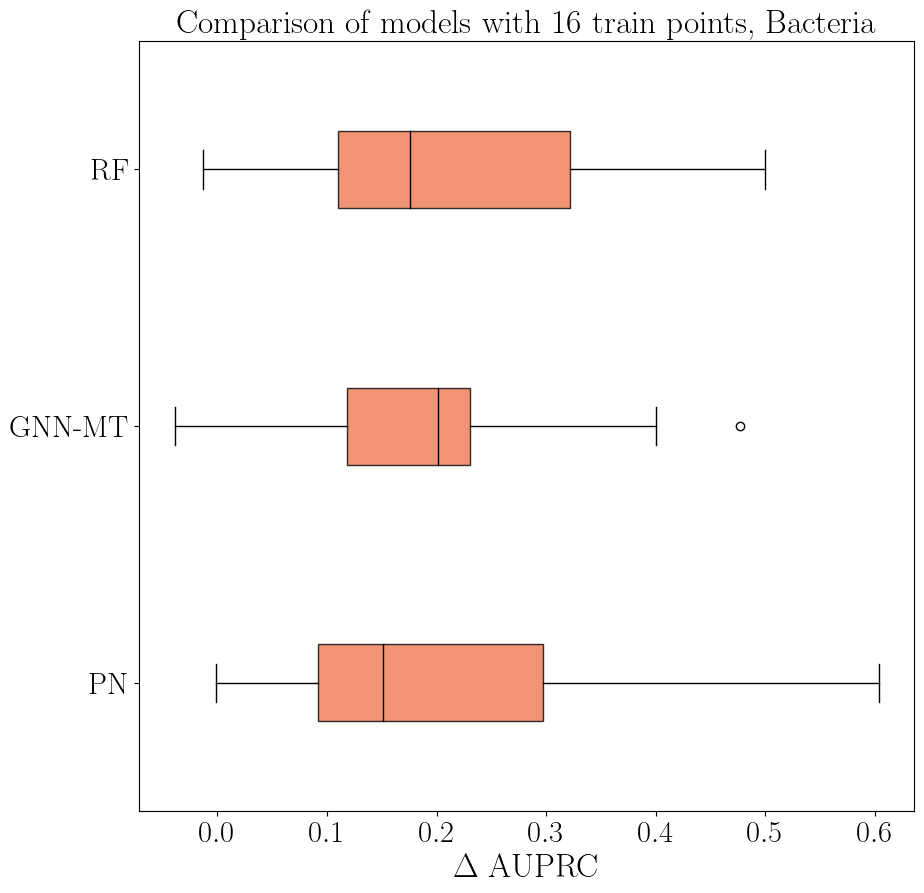 Comparison of models with 16 train points, Bacteria
RF
GNN-MT
PN
0.0 0.1 0.2 0.3 0.4 0.5 0.6
Δ AUPRC